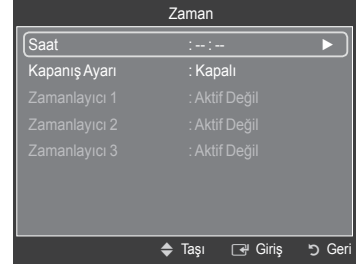 Zaman
Saat : -- : -- ►
Kapanış Ayarı : Kapalı
Zamanlayıcı 1 : Aktif Değil
Zamanlayıcı 2 : Aktif Değil
Zamanlayıcı 3 : Aktif Değil
Taşı Giriş Geri